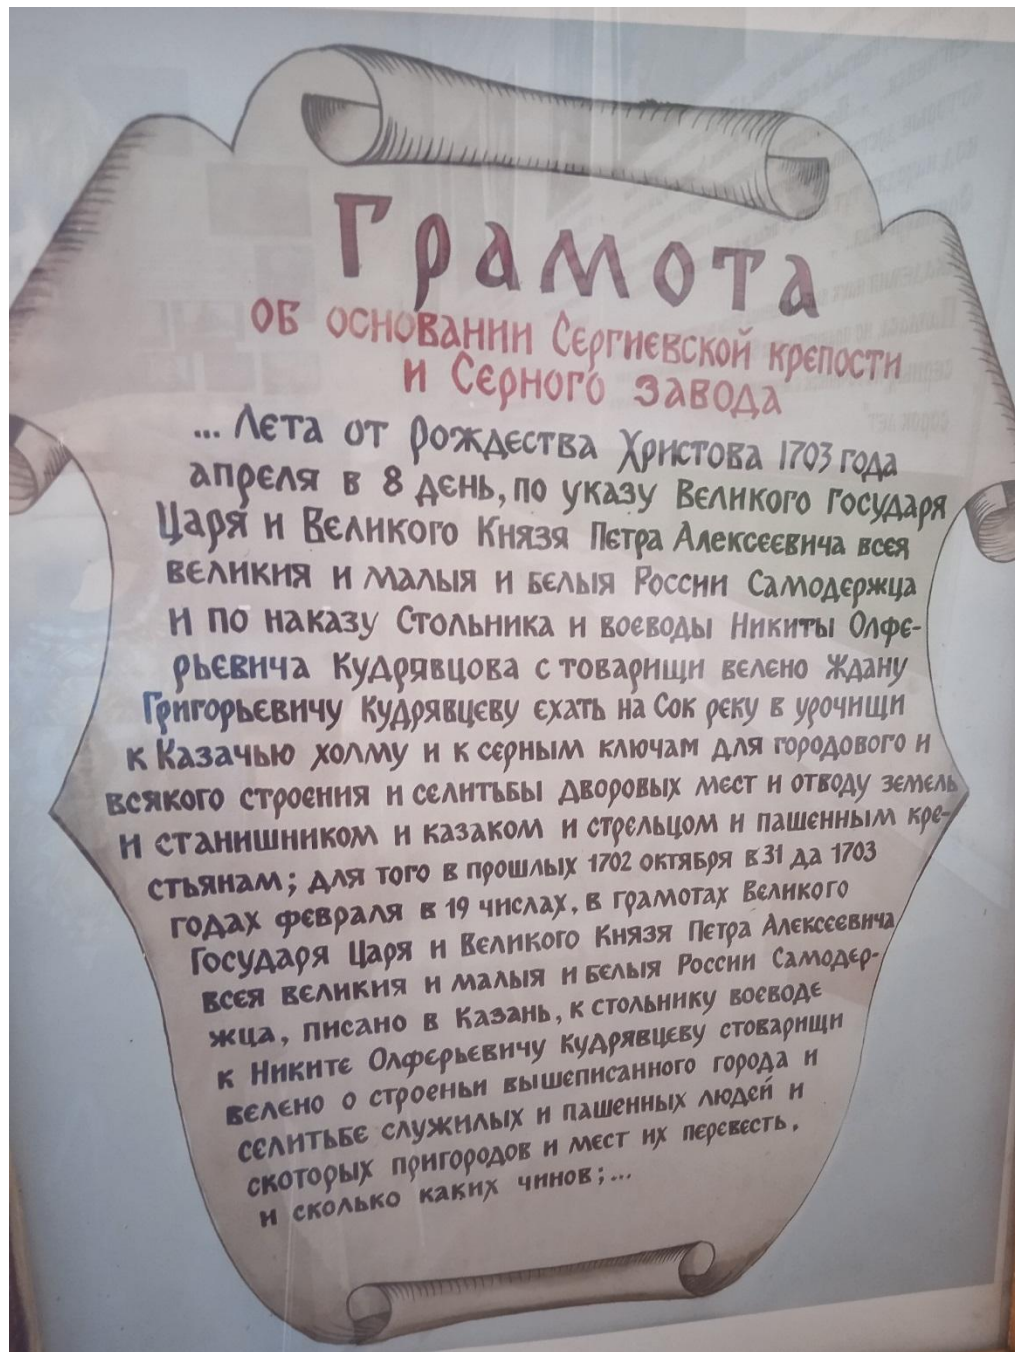 Грамота
об основании Сергиевской крепости
и Серного завода
... Лета от рождества Христова 1703 года
апреля в 8 день, по указу Великого Государя
Царя и Великого Князя Петра Алексеевича всея
великия и малыя и белыя России Самодержца
и по наказу Стольника и воеводы Никиты Олфе-
рьевича Кудрявцова с товарищи велено Ждану
Григорьевичу Кудрявцеву ехать на Сок реку в урочищи
к Казачью холму и к серным ключам для городового и
всякого строения и селитьбы дворовых мест и отводу земель
и станишником и казаком и стрельцом и пашенным кре-
стьянам; для того в прошлых 1702 октября в 31 да 1703
годах февраля в 19 числах, в грамотах Великого
Государя Царя и Великого Князя Петра Алексеевича
всея великия и малыя и белыя России Самодер-
жца, писано в Казань, к стольнику воеводе
к Никите Олферьевичу Кудрявцеву стоварищи
велено о строеньи вышеписанного города и
селитьбе служилых и пашенных людей и
скоторых пригородов и мест их перевесть.
и сколько каких чинов;...